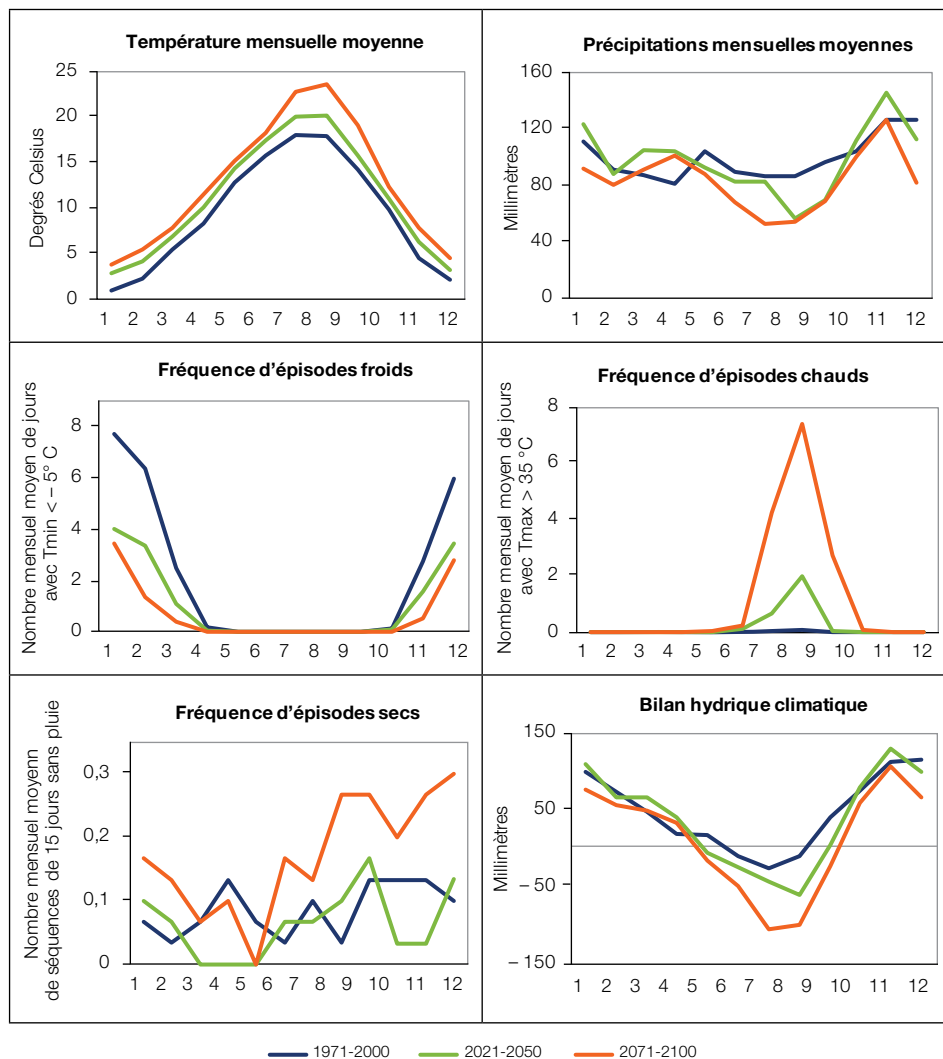 Température mensuelle moyenne
Degrés Celsius
25
20
15
10
5
0
1 2 3 4 5 6 7 8 9 10 11 12
Précipitations mensuelles moyennes
Millimètres
160
120
80
40
0
1 2 3 4 5 6 7 8 9 10 11 12
Fréquence d'épisodes froids
Nombre mensuel moyen de jours
avec Tmin < – 5° C
8
6
4
2
0
1 2 3 4 5 6 7 8 9 10 11 12
Fréquence d'épisodes chauds
Nombre mensuel moyen de jours
avec Tmax > 35 °C
8
6
4
2
0
1 2 3 4 5 6 7 8 9 10 11 12
Fréquence d'épisodes secs
Nombre mensuel moyenn
de séquences de 15 jours sans pluie
0,3
0,2
0,1
0
1 2 3 4 5 6 7 8 9 10 11 12
Bilan hydrique climatique
Millimètres
150
50
– 50
– 150
1 2 3 4 5 6 7 8 9 10 11 12
1971-2000 2021-2050 2071-2100